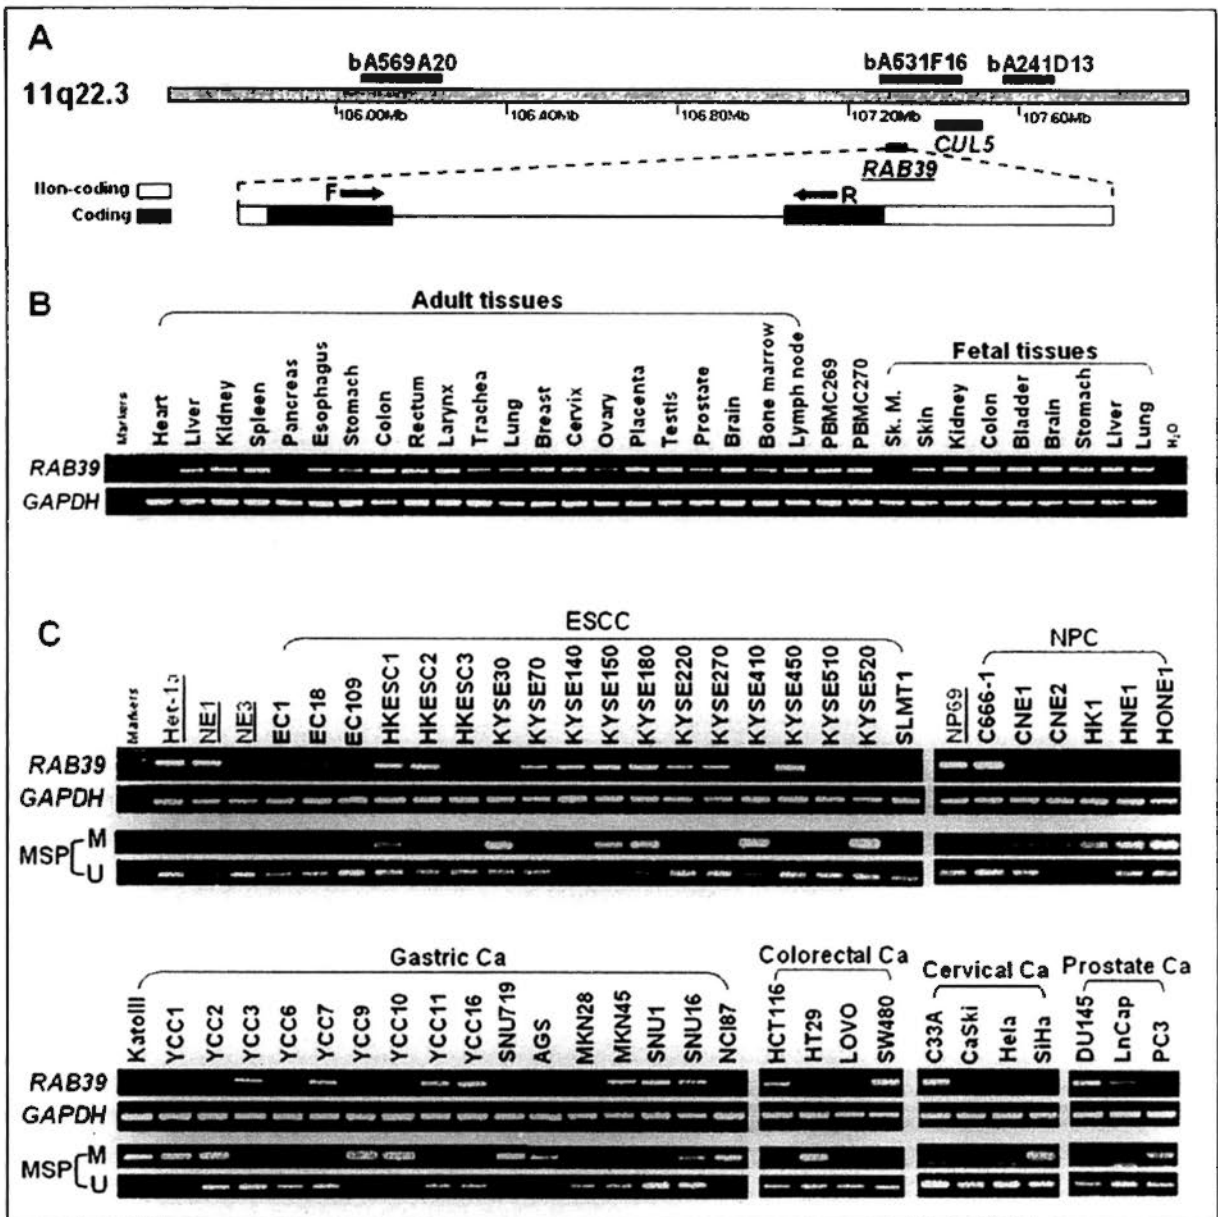 A
bA569A20 bA531F16 bA241D13
11q22.3
106.00Mb 106.40Mb 106.80Mb 107.20Mb 107.60Mb
CUL5
RAB39
Non-coding
F R
Coding
B
Adult tissues
Fetal tissues
Markers Heart Liver Kidney Spleen Pancreas Esophagus Stomach Colon Rectum Larynx Trachea Lung Breast Cervix Ovary Placenta Testis Prostate Brain Bone marrow Lymph node PBMC269 PBMC270 Sk. M. Skin Kidney Colon Bladder Brain Stomach Liver Lung H₂O
RAB39
GAPDH
C
ESCC
NPC
Markers Het-1a NE1 NE3 EC1 EC18 EC109 HKESC1 HKESC2 HKESC3 KYSE30 KYSE70 KYSE140 KYSE150 KYSE180 KYSE220 KYSE270 KYSE410 KYSE450 KYSE510 KYSE520 SLMT1 NP69 C666-1 CNE1 CNE2 HK1 HNE1 HONE1
RAB39
GAPDH
MSP M
U
Gastric Ca Colorectal Ca Cervical Ca Prostate Ca
KatoIII YCC1 YCC2 YCC3 YCC6 YCC7 YCC9 YCC10 YCC11 YCC16 SNU719 AGS MKN28 MKN45 SNU1 SNU16 NCI87 HCT116 HT29 LOVO SW480 C33A CaSki Hela SiHa DU145 LnCap PC3
RAB39
GAPDH
MSP M
U